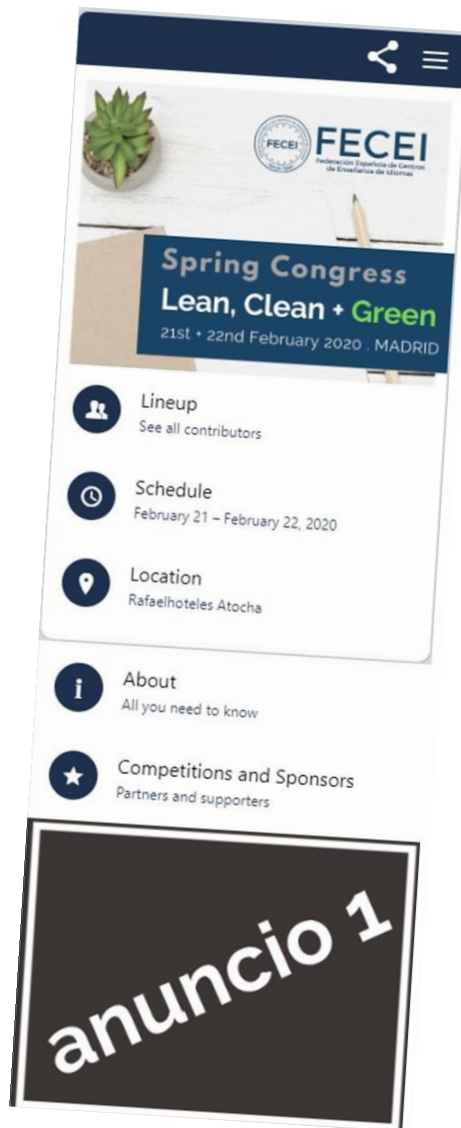 FECEI
FECEI
Federación Española de Centros
de Enseñanza de Idiomas
Spring Congress
Lean, Clean + Green
21st + 22nd February 2020 . MADRID
Lineup
See all contributors
Schedule
February 21 – February 22, 2020
Location
Rafaelhoteles Atocha
About
All you need to know
Competitions and Sponsors
Partners and supporters
anuncio 1